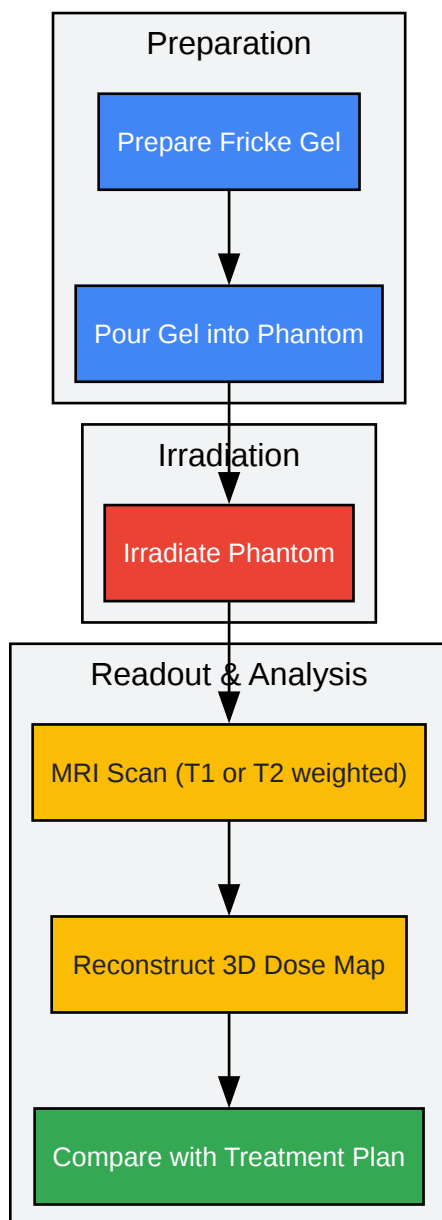 Preparation
Prepare Fricke Gel
Pour Gel into Phantom
Irradiation
Irradiate Phantom
Readout & Analysis
MRI Scan (T1 or T2 weighted)
Reconstruct 3D Dose Map
Compare with Treatment Plan